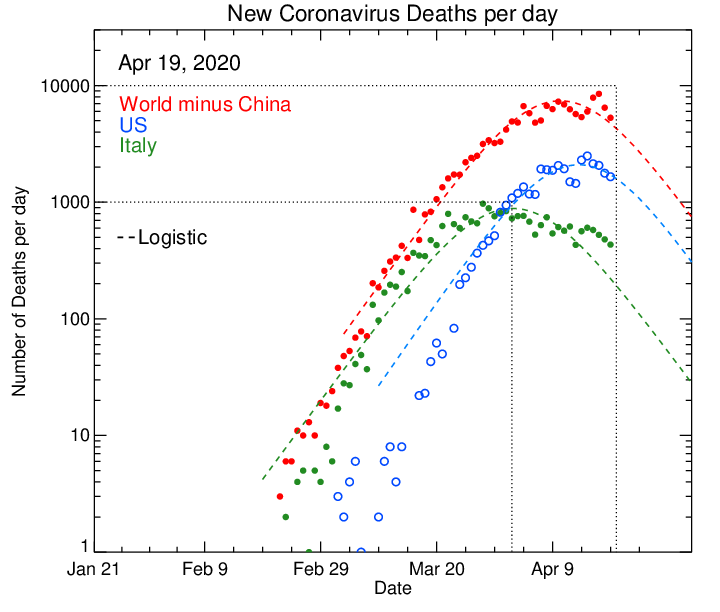 New Coronavirus Deaths per day
Apr 19, 2020
10000
World minus China
US
Italy
1000
--Logistic
Number of Deaths per day
100
10
1
Jan 21
Feb 9
Feb 29
Mar 20
Apr 9
Date